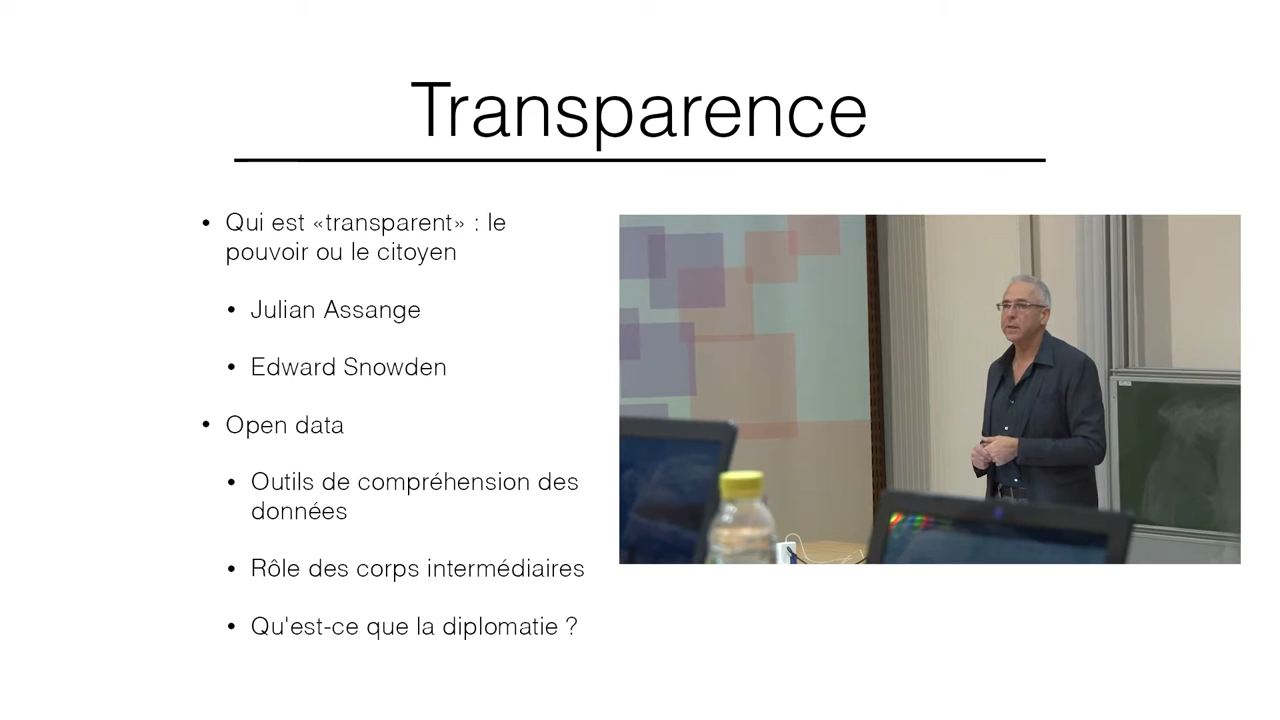 Transparence
• Qui est «transparent» : le
pouvoir ou le citoyen
• Julian Assange
• Edward Snowden
• Open data
• Outils de compréhension des
données
• Rôle des corps intermédiaires
• Qu'est-ce que la diplomatie ?